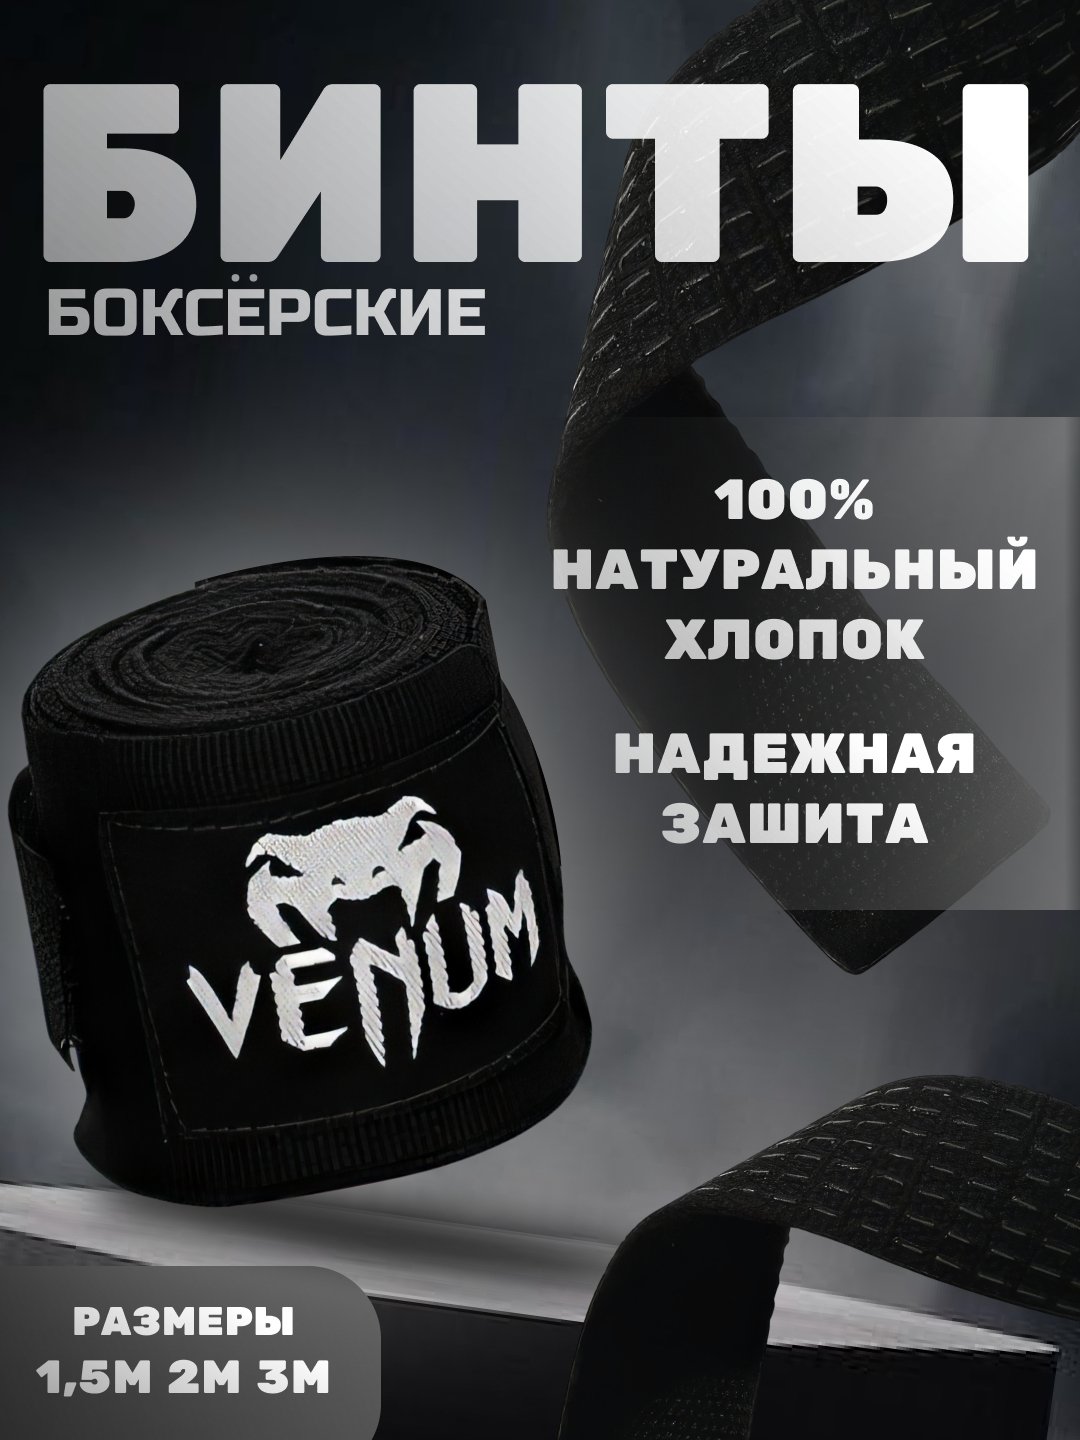 БИНТЫ
БОКСЁРСКИЕ
100%
НАТУРАЛЬНЫЙ
ХЛОПОК
НАДЕЖНАЯ
ЗАШИТА
VENUM
РАЗМЕРЫ
1,5М 2М 3М